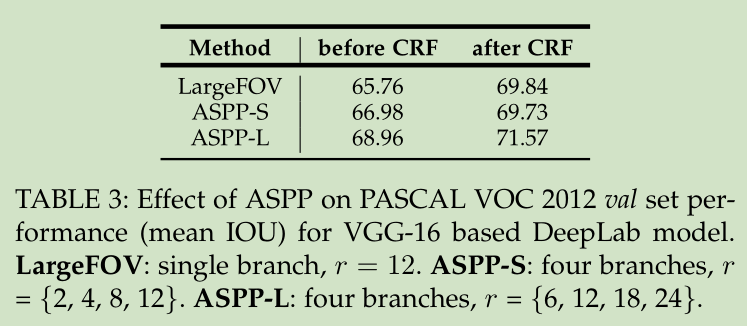 Method before CRF after CRF
LargeFOV 65.76 69.84
ASPP-S 66.98 69.73
ASPP-L 68.96 71.57
TABLE 3: Effect of ASPP on PASCAL VOC 2012 val set per-
formance (mean IOU) for VGG-16 based DeepLab model.
LargeFOV: single branch, r = 12. ASPP-S: four branches, r
= {2, 4, 8, 12}. ASPP-L: four branches, r = {6, 12, 18, 24}.